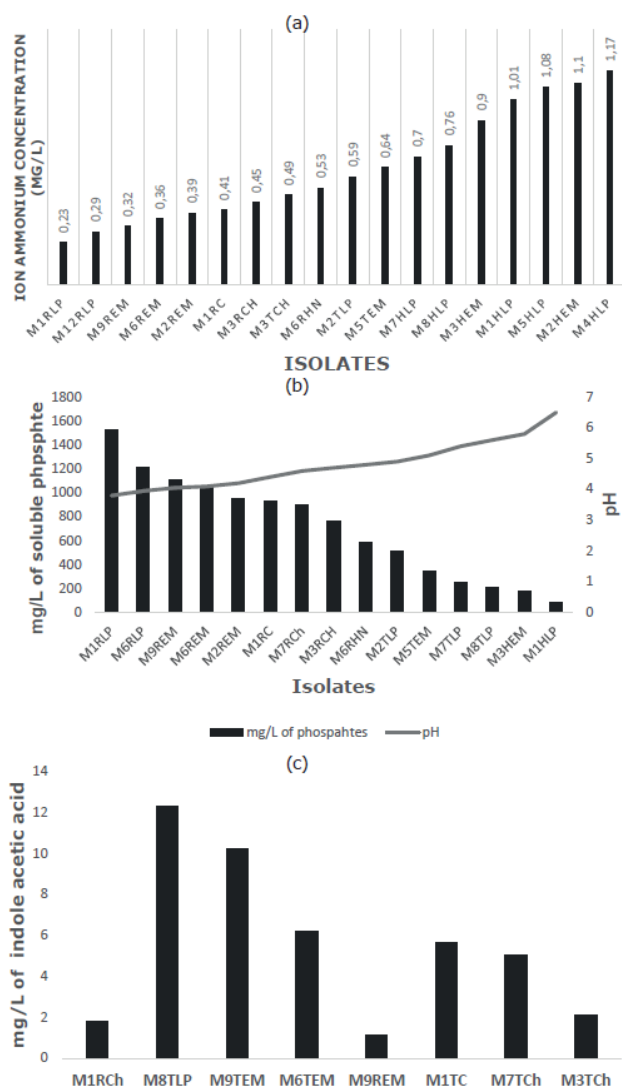 (a)
ION AMMONIUM CONCENTRATION
(MG/L)
0,23
0,29
0,32
0,36
0,39
0,41
0,45
0,49
0,53
0,59
0,64
0,7
0,76
0,9
1,01
1,08
1,1
1,17
M1RLP
M12RLP
M9REM
M6REM
M2REM
M1RC
M3RCH
M3TCH
M6RHN
M2TLP
M5TEM
M7HLP
M8HLP
M3HEM
M1HLP
M5HLP
M2HEM
M4HLP
ISOLATES
(b)
mg/L of soluble phpsphte
1800
1600
1400
1200
1000
800
600
400
200
0
7
6
5
4
3
2
1
0
pH
M1RLP
M6RLP
M9REM
M6REM
M2REM
M1RC
M7RCh
M3RCH
M6RHN
M2TLP
M5TEM
M7TLP
M8TLP
M3HEM
M1HLP
Isolates
mg/L of phospahtes
pH
(c)
mg/L of indole acetic acid
14
12
10
8
6
4
2
0
M1RCh
M8TLP
M9TEM
M6TEM
M9REM
M1TC
M7TCh
M3TCh